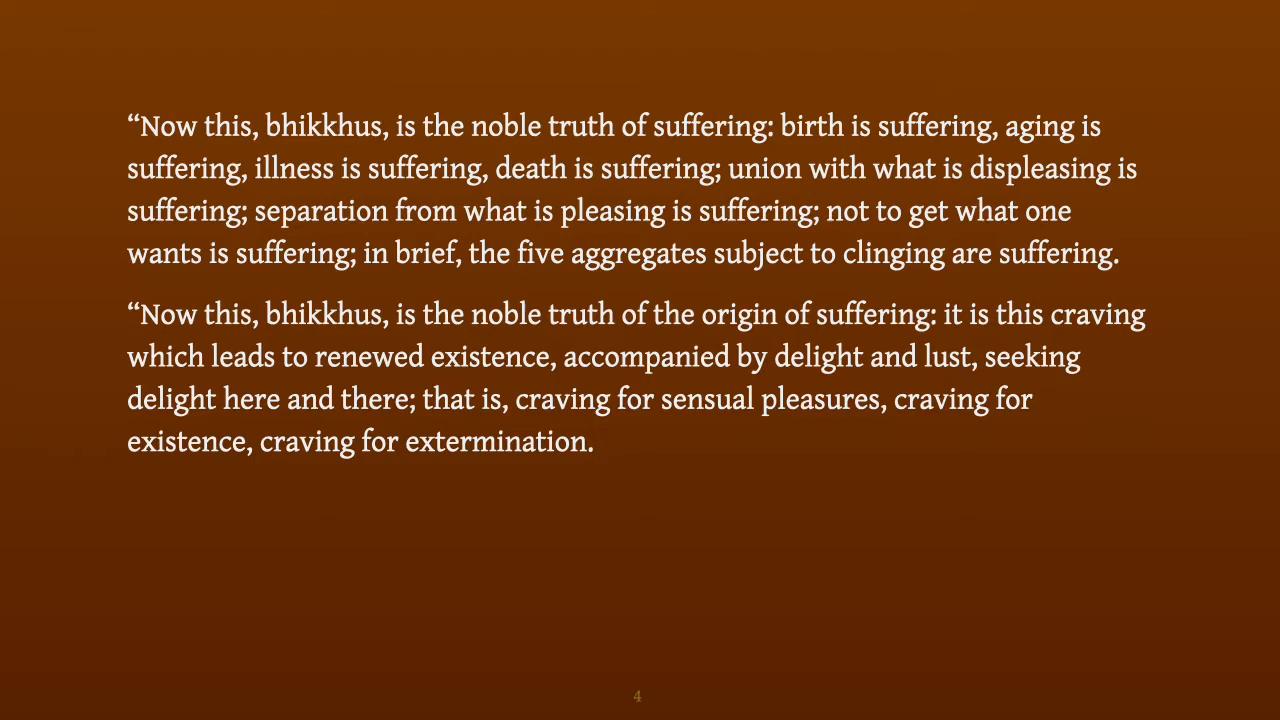 “Now this, bhikkhus, is the noble truth of suffering: birth is suffering, aging is
suffering, illness is suffering, death is suffering; union with what is displeasing is
suffering; separation from what is pleasing is suffering; not to get what one
wants is suffering; in brief, the five aggregates subject to clinging are suffering.
“Now this, bhikkhus, is the noble truth of the origin of suffering: it is this craving
which leads to renewed existence, accompanied by delight and lust, seeking
delight here and there; that is, craving for sensual pleasures, craving for
existence, craving for extermination.
4